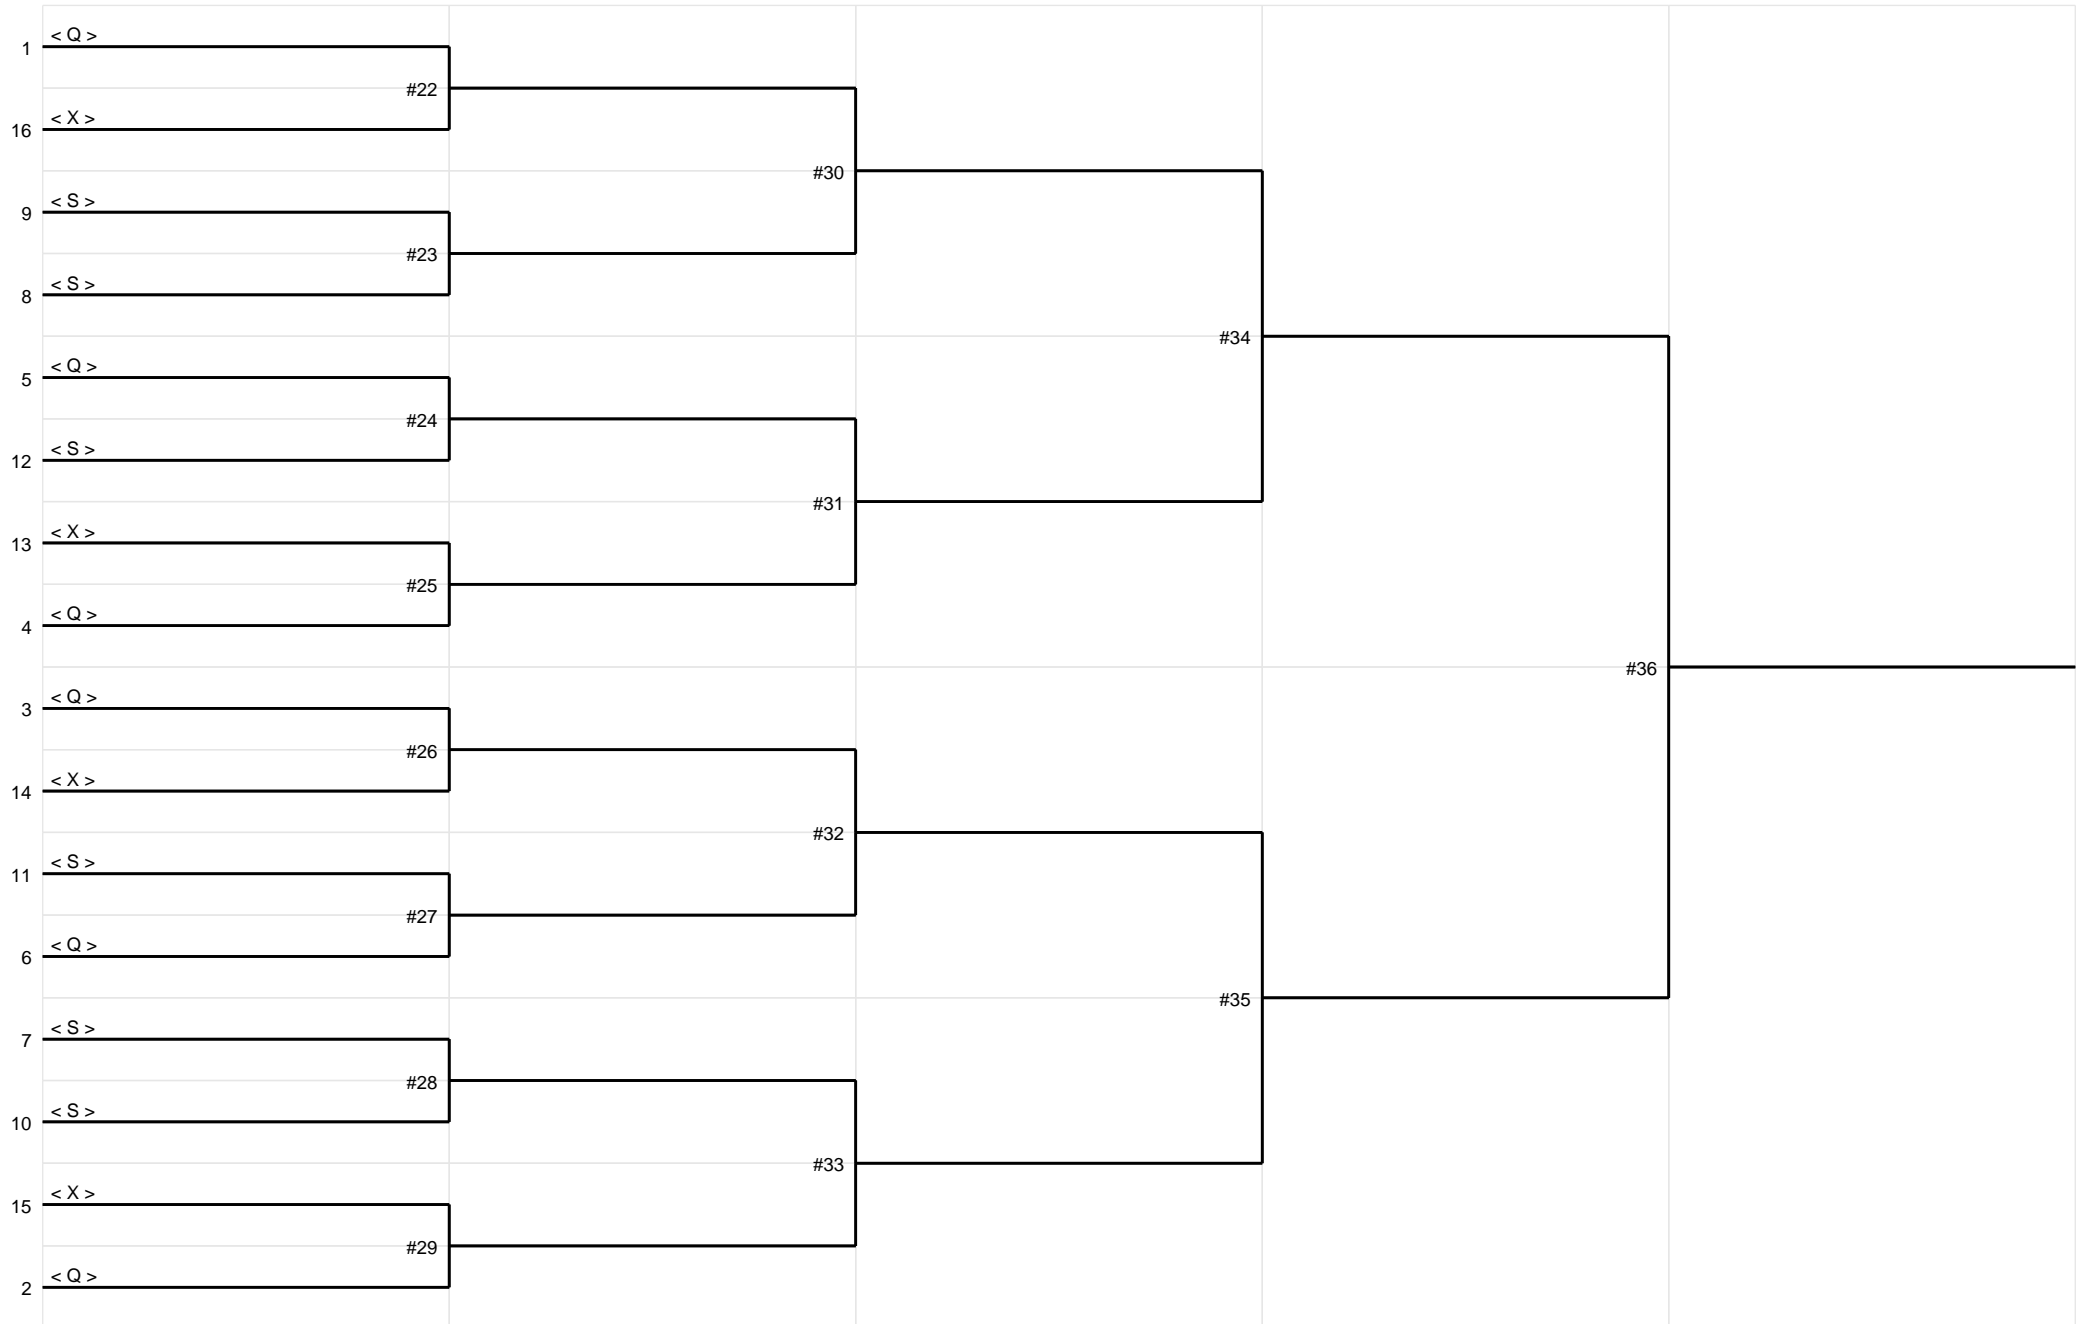 < Q >
1
#22
< X >
16
#30
< S >
9
#23
< S >
8
#34
< Q >
5
#24
< S >
12
#31
< X >
13
#25
< Q >
4
#36
< Q >
3
#26
< X >
14
#32
< S >
11
#27
< Q >
6
#35
< S >
7
#28
< S >
10
#33
< X >
15
#29
< Q >
2